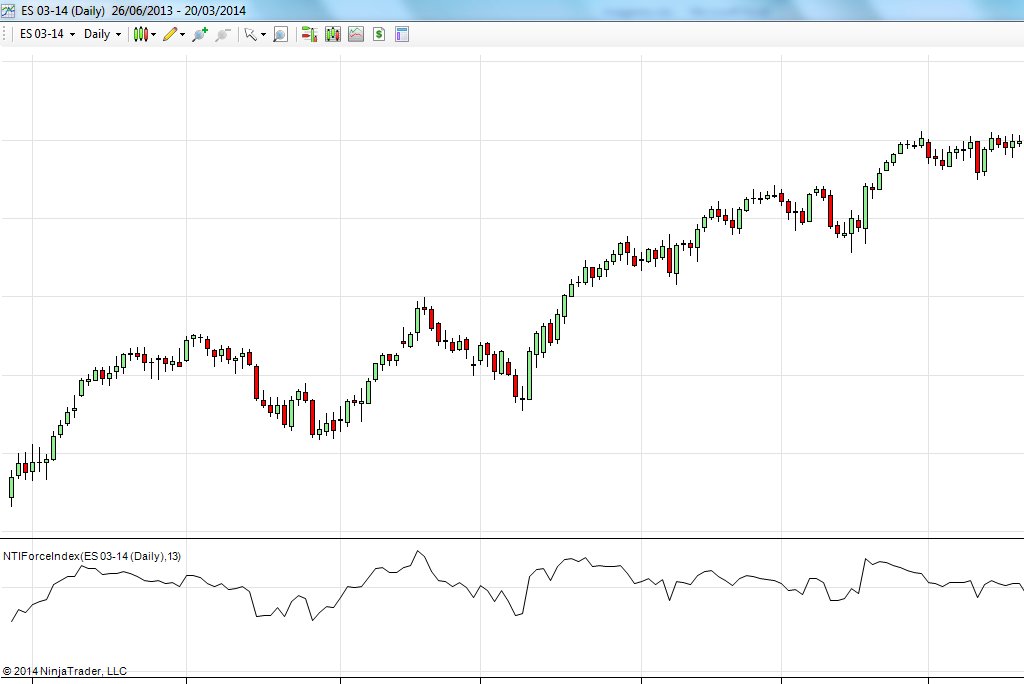 ES 03-14 (Daily) 26/06/2013 - 20/03/2014
ES 03-14 Daily
$
NTIForceIndex(ES 03-14 (Daily),13)
© 2014 NinjaTrader, LLC